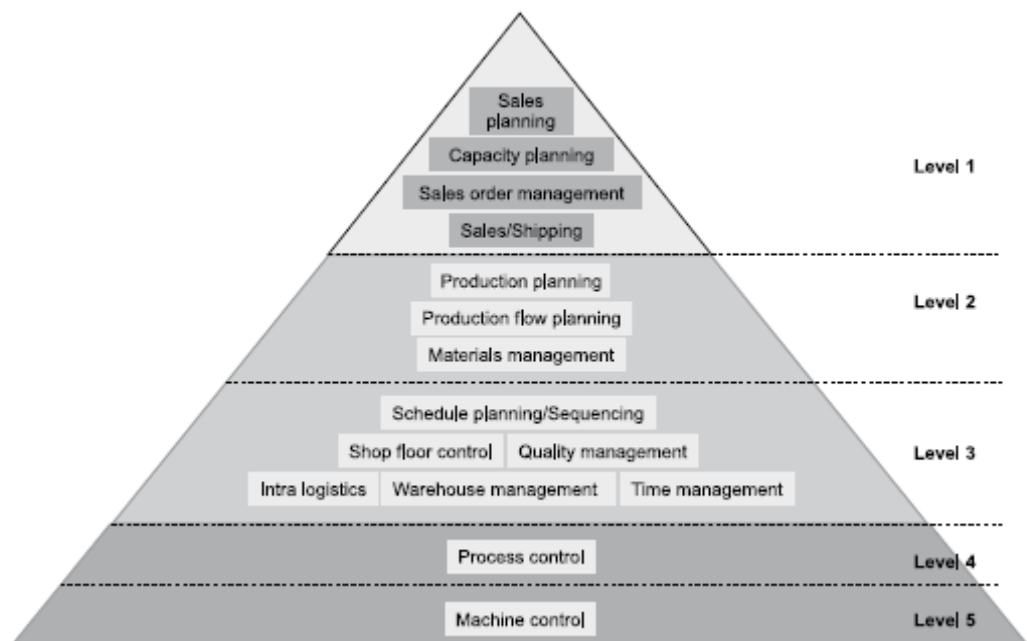 Sales
planning
Capacity planning
Level 1
Sales order management
Sales/Shipping
Production planning
Level 2
Production flow planning
Materials management
Schedule planning/Sequencing
Shop floor control Quality management
Level 3
Intra logistics Warehouse management Time management
Process control
Level 4
Machine control
Level 5